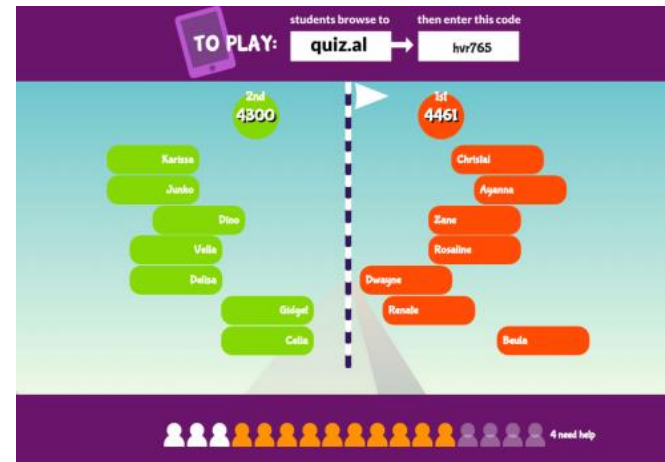 students browse to
then enter this code
TO PLAY:
quiz.al
hvr765
2nd
4300
1st
4461
Karissa
Chrislai
Junko
Ayanna
Dino
Zane
Vella
Rosaline
Delisa
Dwayne
Gidget
Renate
Celia
Beula
4 need help